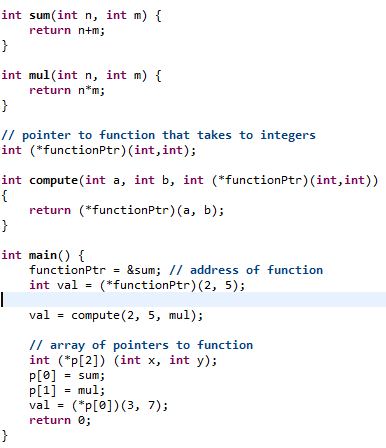 int sum(int n, int m) {
    return n+m;
}

int mul(int n, int m) {
    return n*m;
}

// pointer to function that takes to integers
int (*functionPtr)(int,int);

int compute(int a, int b, int (*functionPtr)(int,int))
{
    return (*functionPtr)(a, b);
}

int main() {
    functionPtr = &sum; // address of function
    int val = (*functionPtr)(2, 5);

    val = compute(2, 5, mul);

    // array of pointers to function
    int (*p[2]) (int x, int y);
    p[0] = sum;
    p[1] = mul;
    val = (*p[0])(3, 7);
    return 0;
}